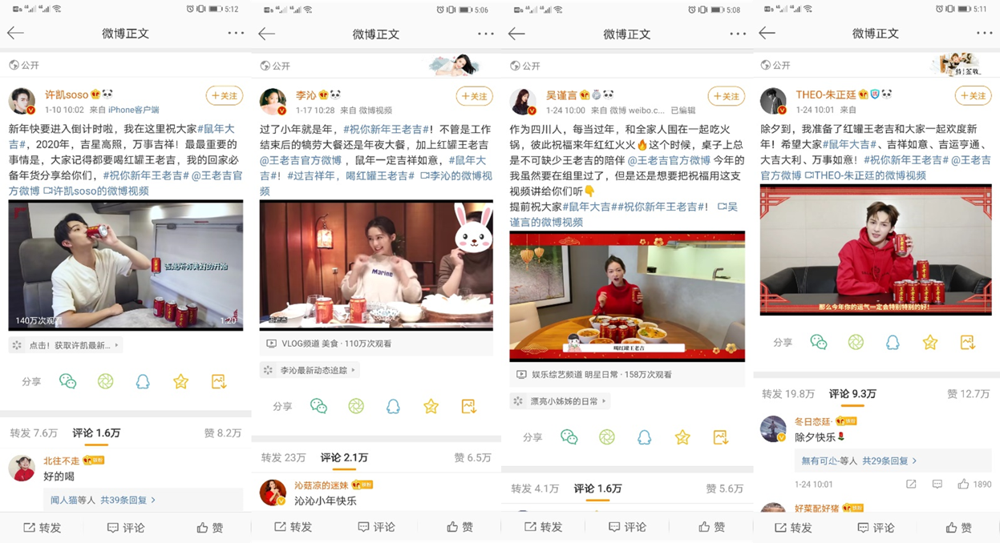 5:12
微博正文
公开
许凯soso
+关注
1-10 10:02 来自 iPhone客户端
新年快要进入倒计时啦，我在这里祝大家#鼠年大
吉#，2020年，吉星高照，万事吉祥！最最重要的
事情是，大家记得都要喝红罐王老吉，我的回家必
备年货分享给你们，#祝你新年王老吉# @王老吉官
方微博 许凯soso的微博视频
吉是所有美好的开始
140万次观看
1:20
点击！获取许凯最新...
分享
转发 7.6万 评论 1.6万 赞 8.2万
北往不走 铁粉
好的喝
闻人猫等人 共39条回复 >
转发 评论 赞
5:06
微博正文
公开
李沁
+关注
1-17 10:28 来自 微博视频
过了小年就是年，#祝你新年王老吉#！不管是工作
结束后的犒劳大餐还是年夜大餐，加上红罐王老吉
@王老吉官方微博 ，鼠年一定吉祥如意，#鼠年大
吉#！#过吉祥年，喝红罐王老吉# 李沁的微博视
频
Marine
VLOG频道 美食 · 110万次观看
李沁最新动态追踪
分享
转发 23万 评论 2.1万 赞 6.5万
沁菇凉的迷妹 铁粉
沁沁小年快乐
转发 评论 赞
5:08
微博正文
公开
吴谨言
+关注
1-24 10:00 来自 微博 weibo.c... 已编辑
作为四川人，每当过年，和全家人围在一起吃火
锅，彼此祝福来年红红火火🔥这个时候，桌子上总
是不可缺少王老吉的陪伴 @王老吉官方微博 今年的
我虽然要在组里过了，但是还是想要把祝福用这支
视频讲给你们听👇
提前祝大家#鼠年大吉##祝你新年王老吉#！ 吴
谨言的微博视频
喝红罐王老吉
娱乐综艺频道 明星日常 · 158万次观看
漂亮小姊姊的日常
分享
转发 4.1万 评论 1.6万 赞 5.6万
转发 评论 赞
5:11
微博正文
公开
THEO-朱正廷
+关注
1-24 10:01 来自
除夕到，我准备了红罐王老吉和大家一起欢度新
年！希望大家#鼠年大吉#、吉祥如意、吉运亨通、
大吉大利、万事如意！#祝你新年王老吉# @王老吉
官方微博 THEO-朱正廷的微博视频
那么今年你的运气一定会特别特别的好！
分享
转发 19.8万 评论 9.3万 赞 12.7万
冬日恋廷· 铁粉
除夕快乐🌹
無有可尐-等人 共29条回复 >
1-24 10:01
1890
好菜配好猪 铁粉
转发 评论 赞